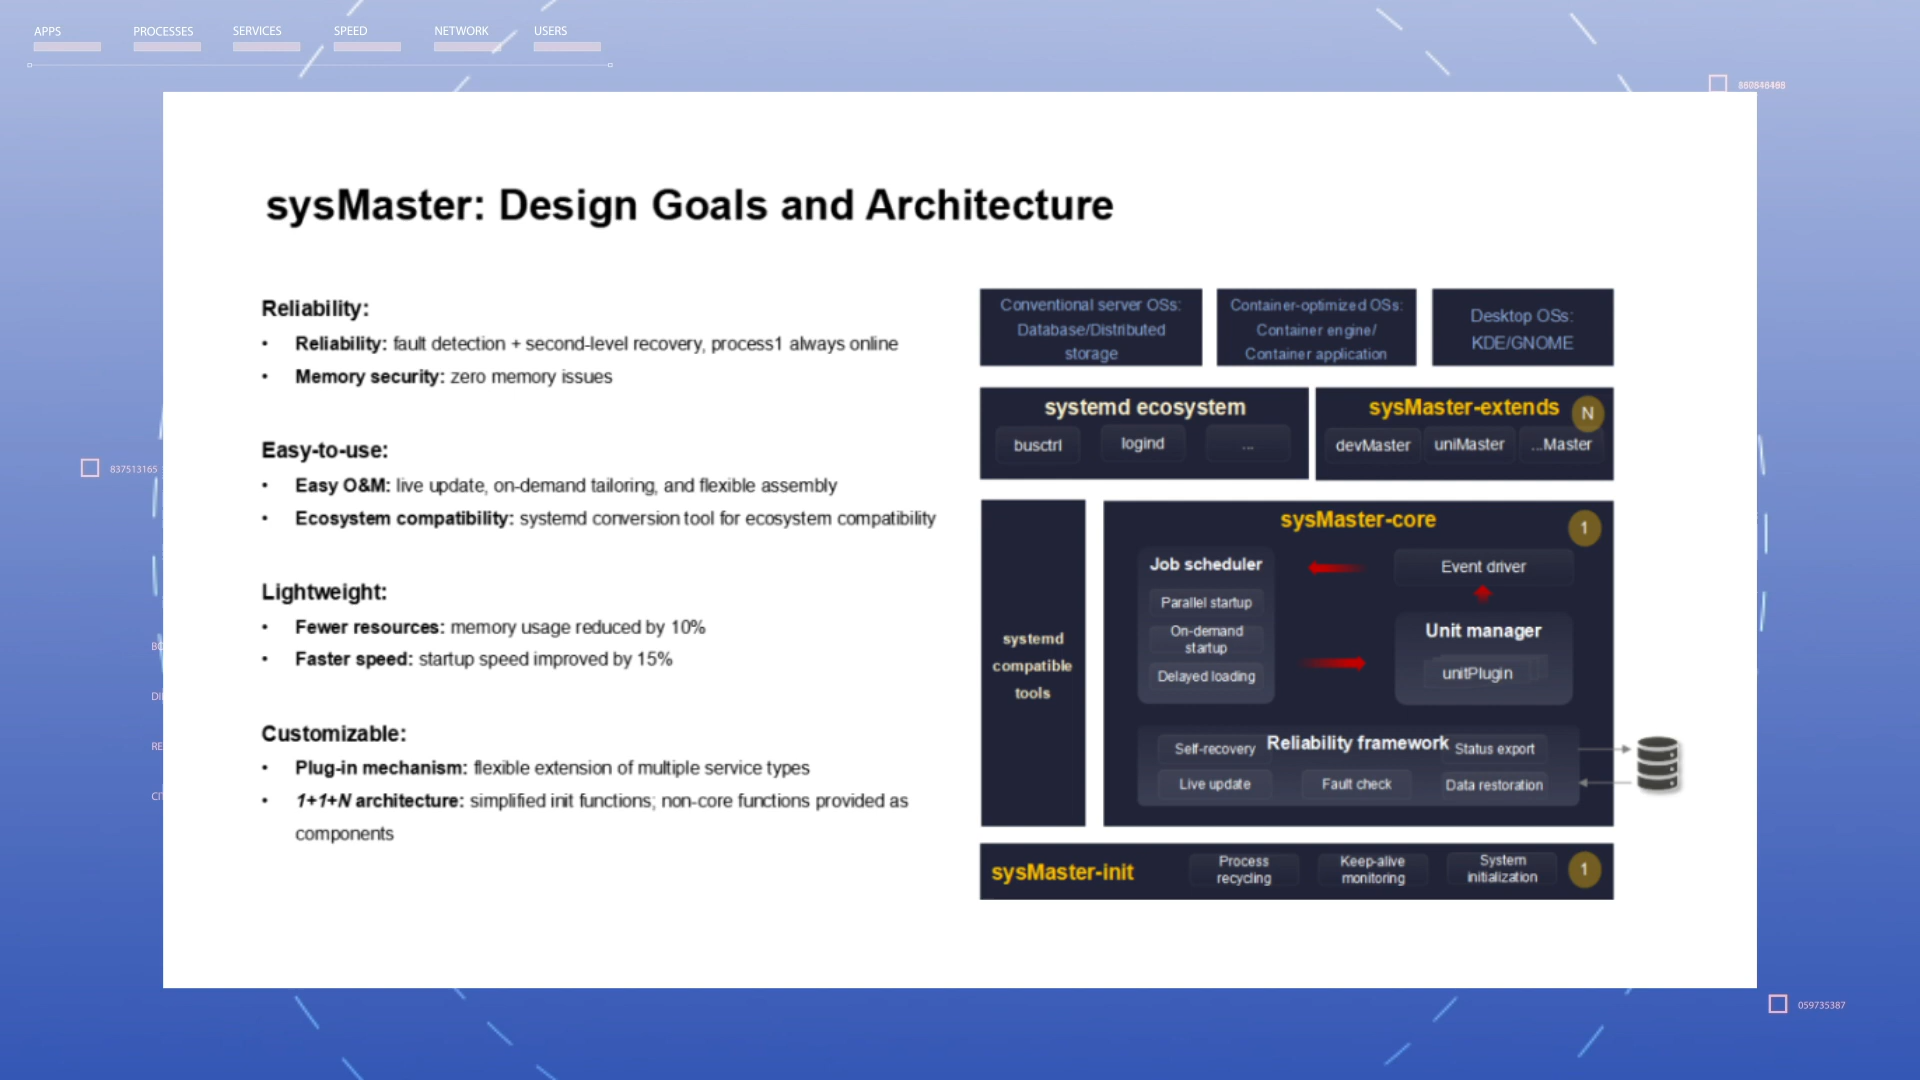 APPS PROCESSES SERVICES SPEED NETWORK USERS
837513165
sysMaster: Design Goals and Architecture
Reliability:
• Reliability: fault detection + second-level recovery, process1 always online
• Memory security: zero memory issues
Easy-to-use:
• Easy O&M: live update, on-demand tailoring, and flexible assembly
• Ecosystem compatibility: systemd conversion tool for ecosystem compatibility
Lightweight:
• Fewer resources: memory usage reduced by 10%
• Faster speed: startup speed improved by 15%
Customizable:
• Plug-in mechanism: flexible extension of multiple service types
• 1+1+N architecture: simplified init functions; non-core functions provided as
components
Conventional server OSs:
Database/Distributed
storage
Container-optimized OSs:
Container engine/
Container application
Desktop OSs:
KDE/GNOME
systemd ecosystem
busctrl logind ...
sysMaster-extends N
devMaster uniMaster ...Master
systemd
compatible
tools
sysMaster-core 1
Job scheduler
Parallel startup
On-demand
startup
Delayed loading
Event driver
Unit manager
unitPlugin
Self-recovery Reliability framework Status export
Live update Fault check Data restoration
sysMaster-init
Process
recycling
Keep-alive
monitoring
System
initialization
1
059735387